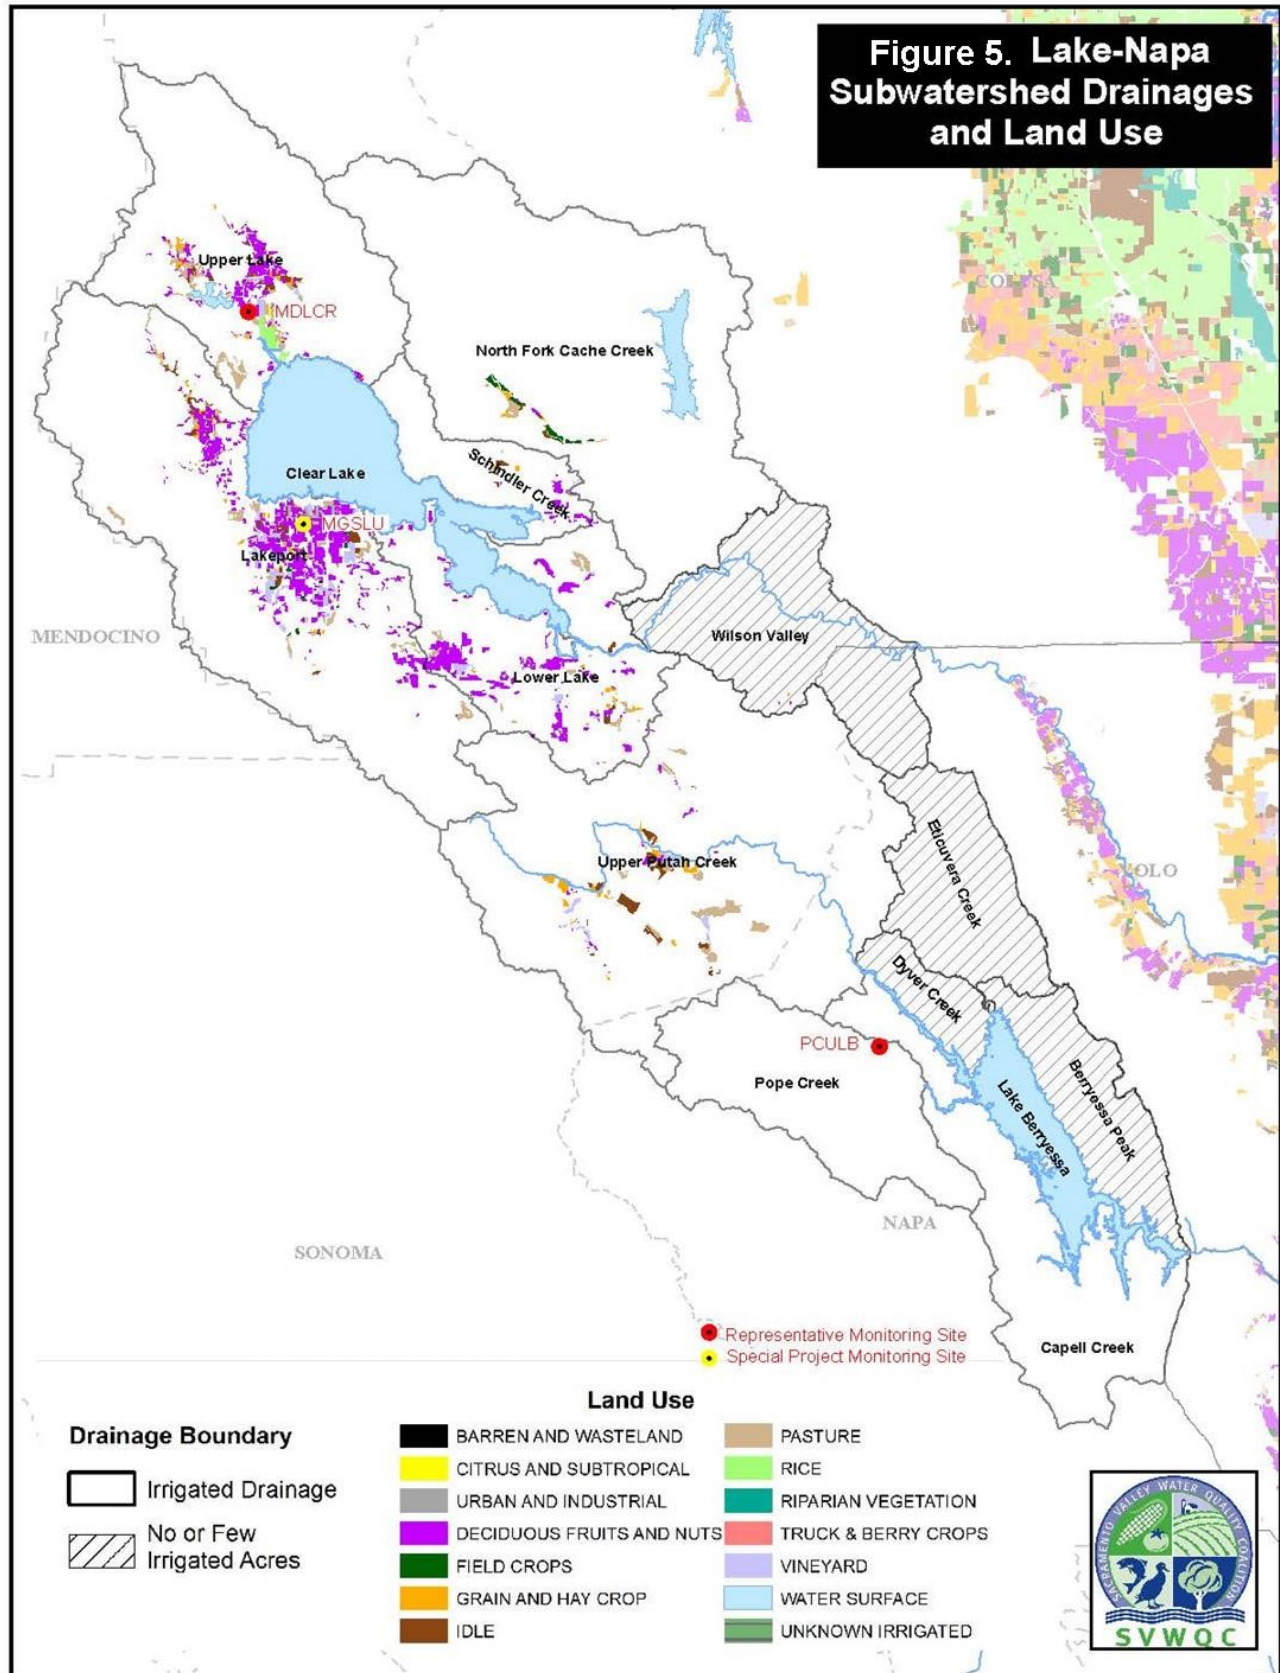 Figure 5. Lake-Napa
Subwatershed Drainages
and Land Use
COLUSA
Upper Lake
MDLCR
North Fork Cache Creek
Clear Lake
Schindler Creek
MGSLU
Lakeport
MENDOCINO
Wilson Valley
Lower Lake
Upper Putah Creek
Eticuvera Creek
OLO
Dyver Creek
PCULB
Pope Creek
Lake Berryessa
Berryessa Peak
NAPA
SONOMA
Capell Creek
Representative Monitoring Site
Special Project Monitoring Site
Land Use
Drainage Boundary
Irrigated Drainage
No or Few
Irrigated Acres
BARREN AND WASTELAND
CITRUS AND SUBTROPICAL
URBAN AND INDUSTRIAL
DECIDUOUS FRUITS AND NUTS
FIELD CROPS
GRAIN AND HAY CROP
IDLE
PASTURE
RICE
RIPARIAN VEGETATION
TRUCK & BERRY CROPS
VINEYARD
WATER SURFACE
UNKNOWN IRRIGATED
SACRAMENTO VALLEY WATER QUALITY COALITION
SVWQC